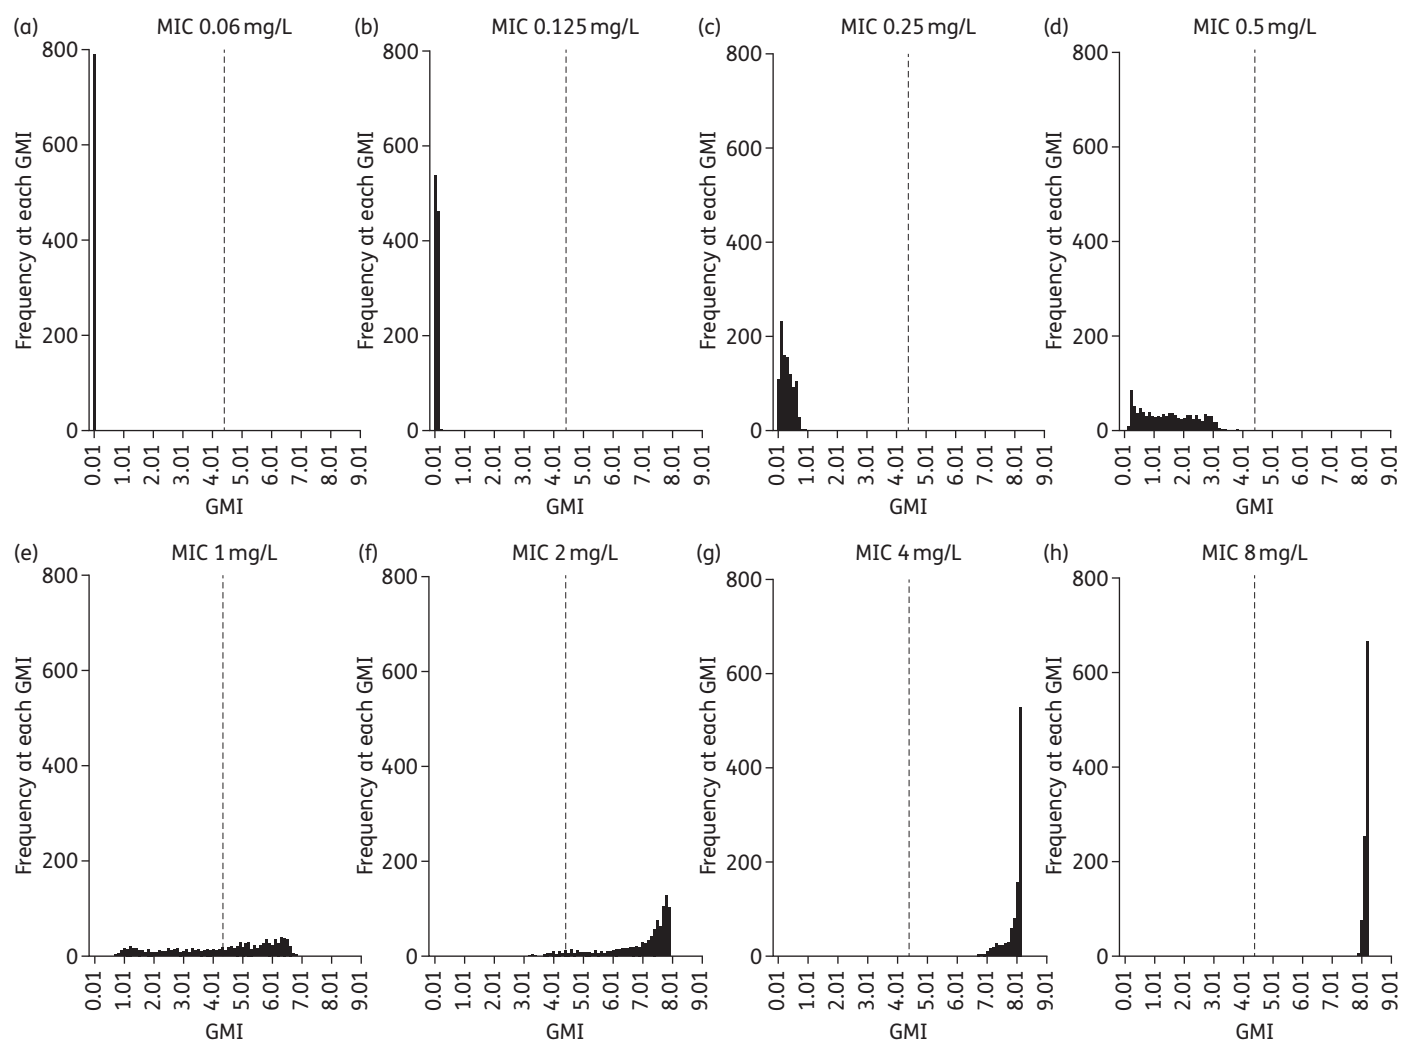 (a) MIC 0.06 mg/L
Frequency at each GMI
800
600
400
200
0
0.01 1.01 2.01 3.01 4.01 5.01 6.01 7.01 8.01 9.01
GMI
(b) MIC 0.125 mg/L
Frequency at each GMI
800
600
400
200
0
0.01 1.01 2.01 3.01 4.01 5.01 6.01 7.01 8.01 9.01
GMI
(c) MIC 0.25 mg/L
Frequency at each GMI
800
600
400
200
0
0.01 1.01 2.01 3.01 4.01 5.01 6.01 7.01 8.01 9.01
GMI
(d) MIC 0.5 mg/L
Frequency at each GMI
800
600
400
200
0
0.01 1.01 2.01 3.01 4.01 5.01 6.01 7.01 8.01 9.01
GMI
(e) MIC 1 mg/L
Frequency at each GMI
800
600
400
200
0
0.01 1.01 2.01 3.01 4.01 5.01 6.01 7.01 8.01 9.01
GMI
(f) MIC 2 mg/L
Frequency at each GMI
800
600
400
200
0
0.01 1.01 2.01 3.01 4.01 5.01 6.01 7.01 8.01 9.01
GMI
(g) MIC 4 mg/L
Frequency at each GMI
800
600
400
200
0
0.01 1.01 2.01 3.01 4.01 5.01 6.01 7.01 8.01 9.01
GMI
(h) MIC 8 mg/L
Frequency at each GMI
800
600
400
200
0
0.01 1.01 2.01 3.01 4.01 5.01 6.01 7.01 8.01 9.01
GMI